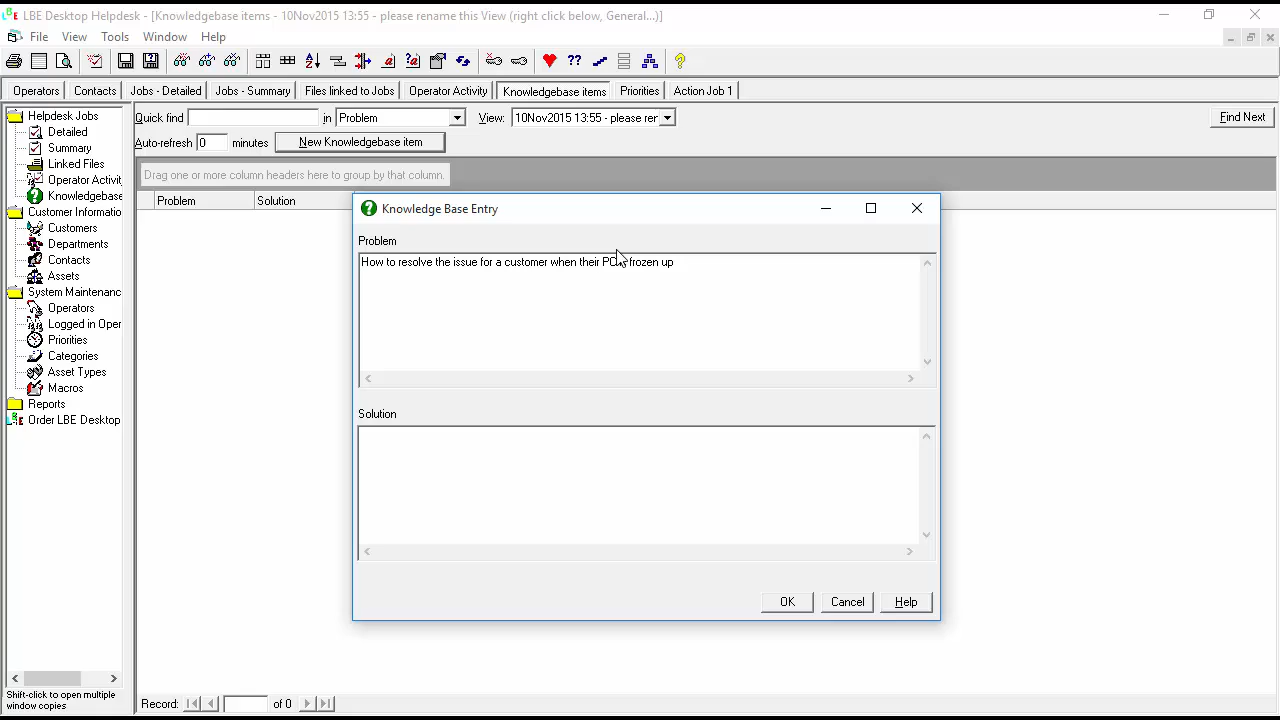 LBE Desktop Helpdesk - [Knowledgebase items - 10Nov2015 13:55 - please rename this View (right click below, General...)]
File View Tools Window Help
Operators Contacts Jobs - Detailed Jobs - Summary Files linked to Jobs Operator Activity Knowledgebase items Priorities Action Job 1
Quick find in Problem View: 10Nov2015 13:55 - please rer Find Next
Auto-refresh 0 minutes New Knowledgebase item
Drag one or more column headers here to group by that column.
Problem Solution
Helpdesk Jobs
Detailed
Summary
Linked Files
Operator Activit
Knowledgebase
Customer Informatio
Customers
Departments
Contacts
Assets
System Maintenanc
Operators
Logged in Oper
Priorities
Categories
Asset Types
Macros
Reports
Order LBE Desktop
Shift-click to open multiple
window copies
Knowledge Base Entry
Problem
How to resolve the issue for a customer when their PC frozen up
Solution
OK Cancel Help
Record: of 0